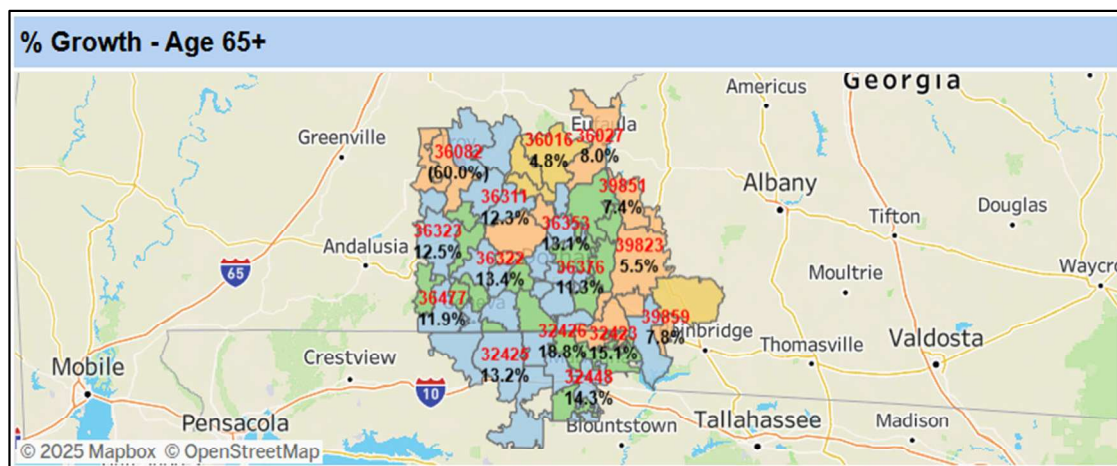 % Growth - Age 65+
Georgia
Americus
Greenville
Eufaula
36016
36027
4.8%
8.0%
36082
(60.0%)
39851
7.4%
Albany
Tifton
Douglas
36311
12.3%
36323
12.5%
36353
13.1%
39823
5.5%
Andalusia
36322
13.4%
36376
11.3%
Moultrie
65
36477
11.9%
39859
7.8%
inbridge
Valdosta
32426
18.8%
32423
15.1%
Thomasville
Mobile
Crestview
32425
13.2%
32448
14.3%
10
Pensacola
Blountstown
Tallahassee
Madison
© 2025 Mapbox © OpenStreetMap